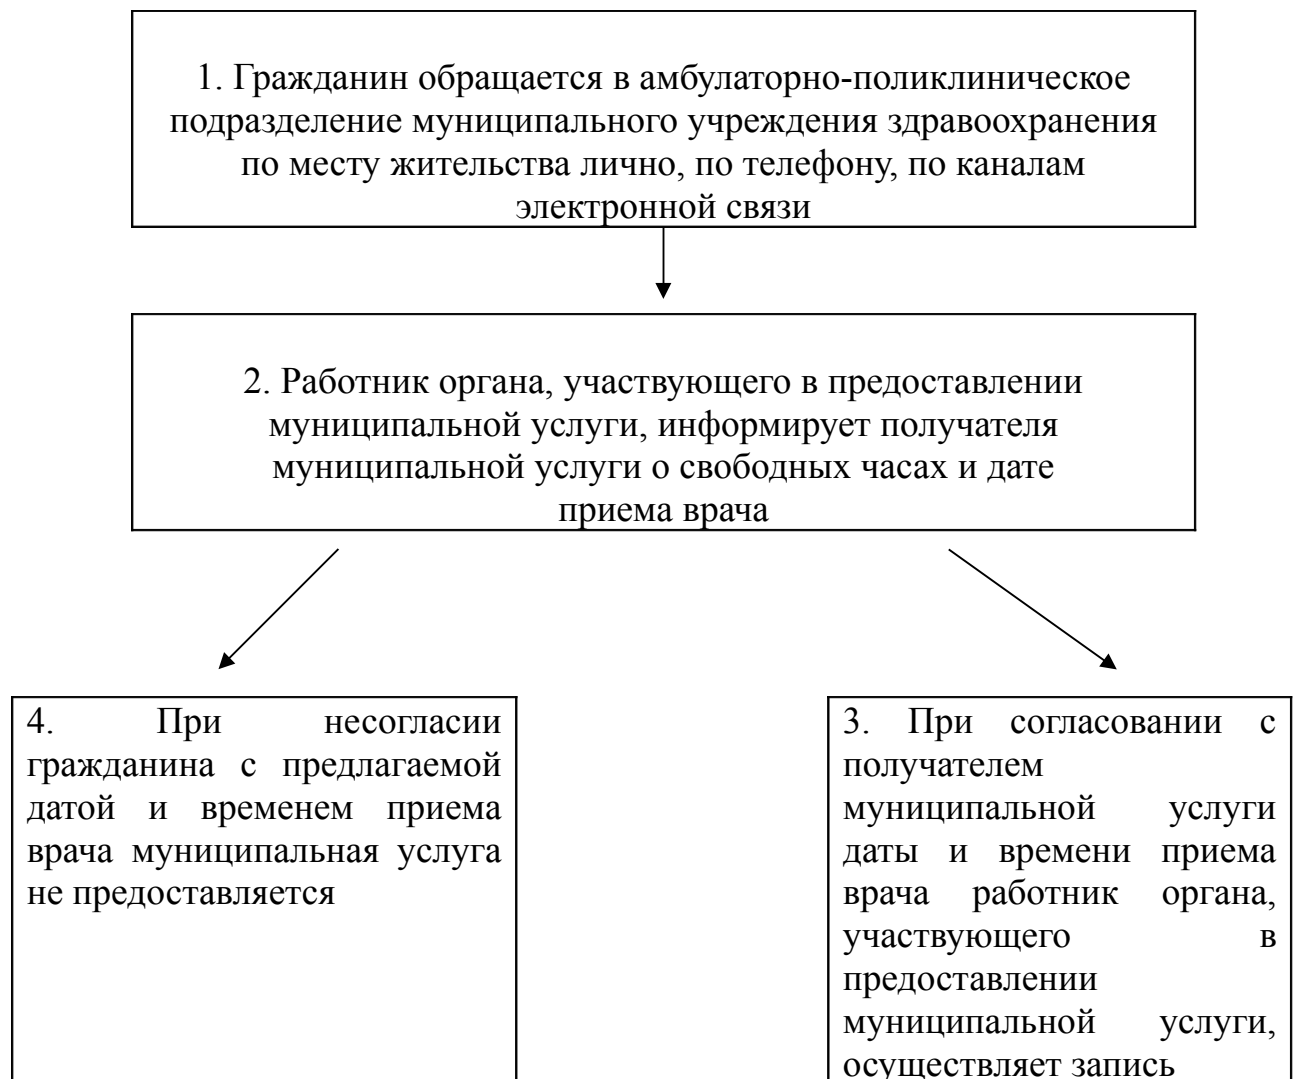 1. Гражданин обращается в амбулаторно-поликлиническое
подразделение муниципального учреждения здравоохранения
по месту жительства лично, по телефону, по каналам
электронной связи
2. Работник органа, участвующего в предоставлении
муниципальной услуги, информирует получателя
муниципальной услуги о свободных часах и дате
приема врача
4. При несогласии
гражданина с предлагаемой
датой и временем приема
врача муниципальная услуга
не предоставляется
3. При согласовании с
получателем
муниципальной услуги
даты и времени приема
врача работник органа,
участвующего в
предоставлении
муниципальной услуги,
осуществляет запись